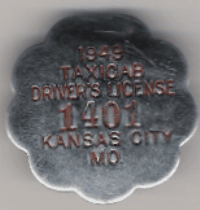 1949
TAXICAB
DRIVER'S LICENSE
1401
KANSAS CITY
MO.